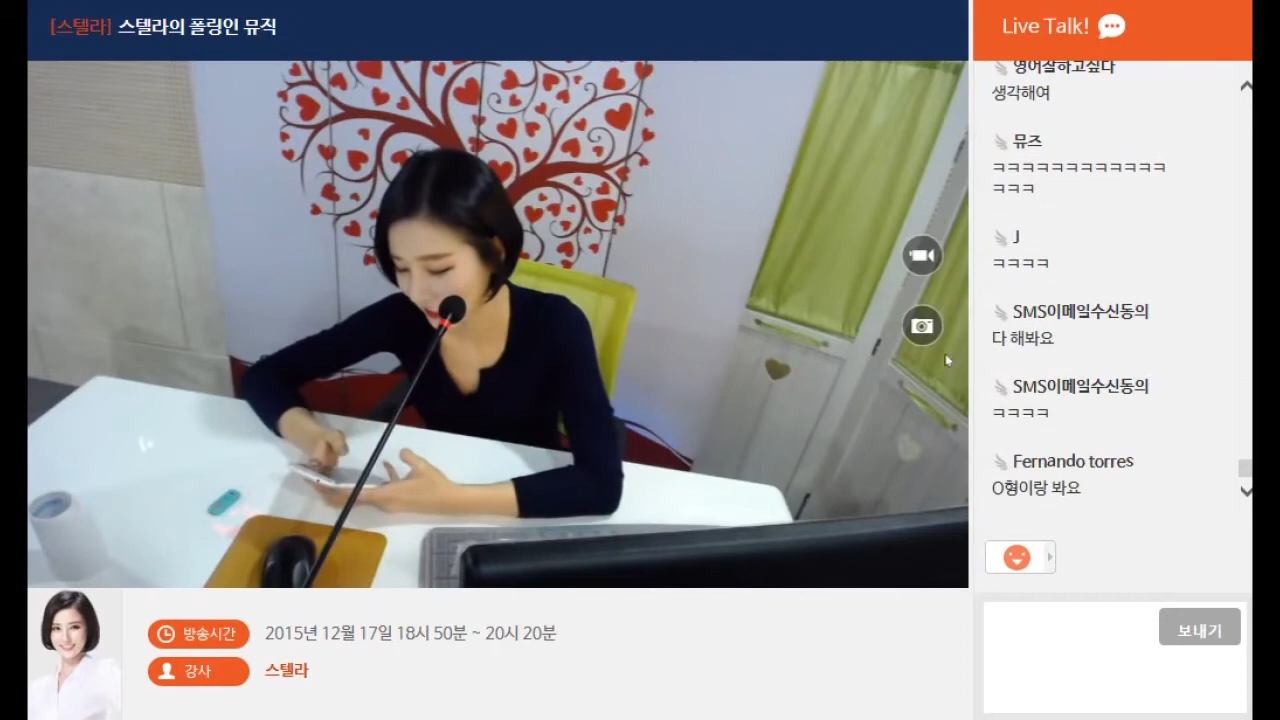 [스텔라] 스텔라의 폴링인 뮤직
Live Talk!
영어잘하고싶다
생각해여
뮤즈
ㅋㅋㅋㅋㅋㅋㅋㅋㅋㅋㅋㅋ
ㅋㅋㅋ
J
ㅋㅋㅋㅋ
SMS이메일수신동의
다 해봐요
SMS이메일수신동의
ㅋㅋㅋㅋ
Fernando torres
O형이랑 봐요
보내기
방송시간 2015년 12월 17일 18시 50분 ~ 20시 20분
강사 스텔라